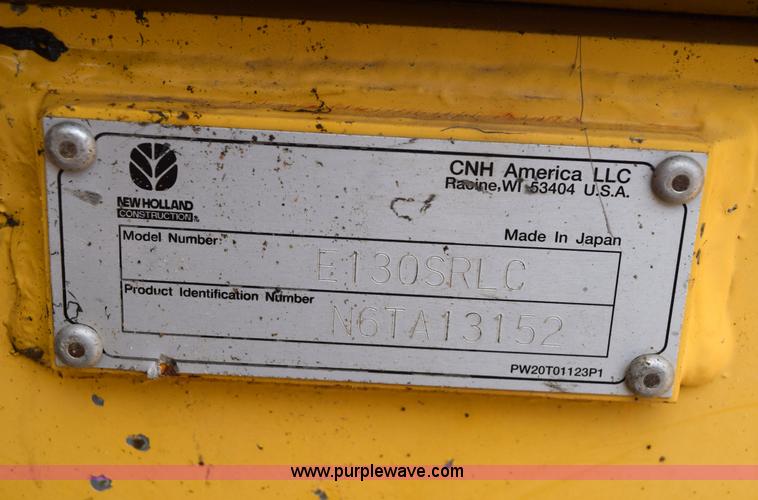 CNH America LLC
Racine, WI 53404 U.S.A.
NEW HOLLAND
CONSTRUCTION
Model Number:
Made In Japan
E130SRLC
Product Identification Number
N6TA13152
PW20T01123P1
www.purplewave.com